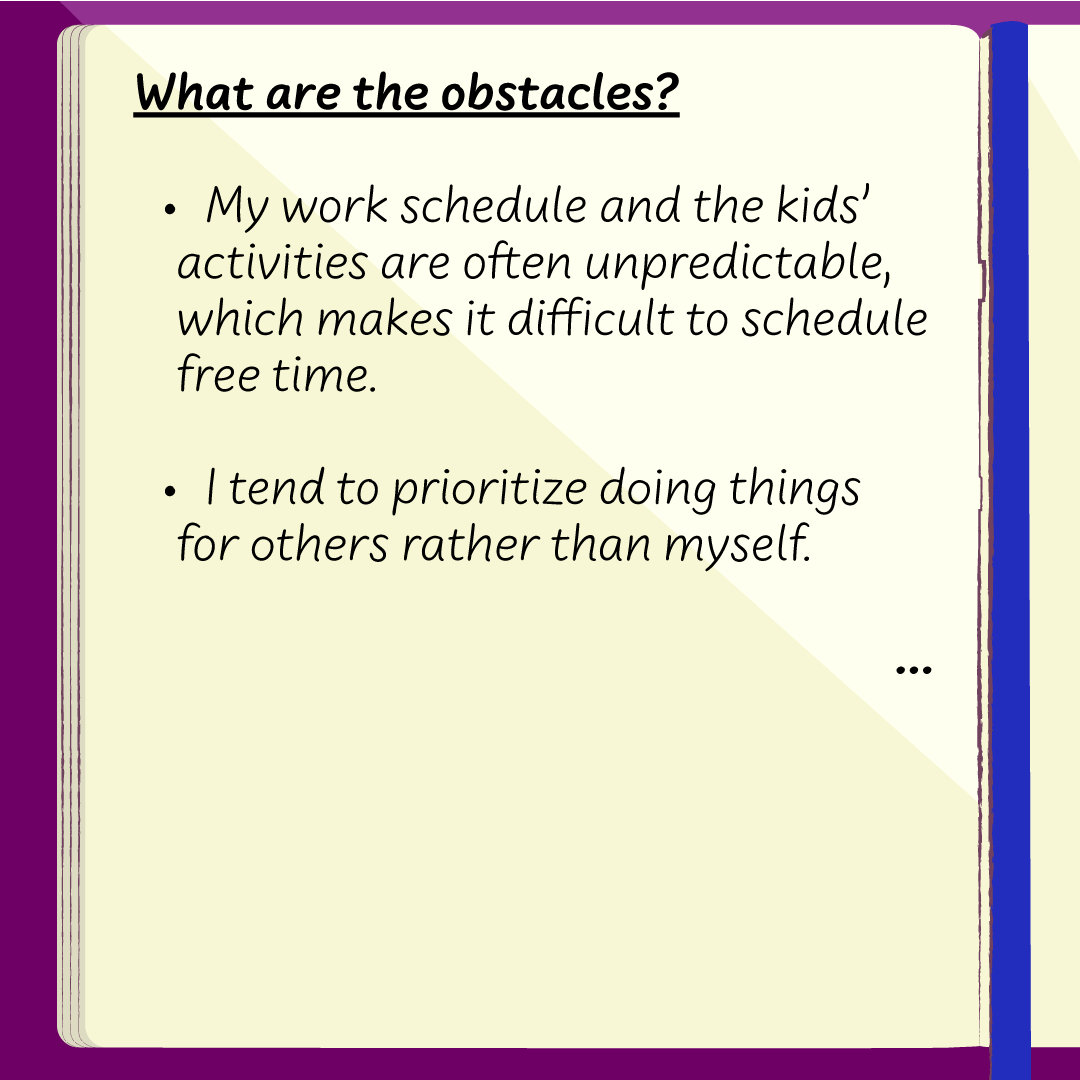 What are the obstacles?
• My work schedule and the kids'
activities are often unpredictable,
which makes it difficult to schedule
free time.
• I tend to prioritize doing things
for others rather than myself.
...